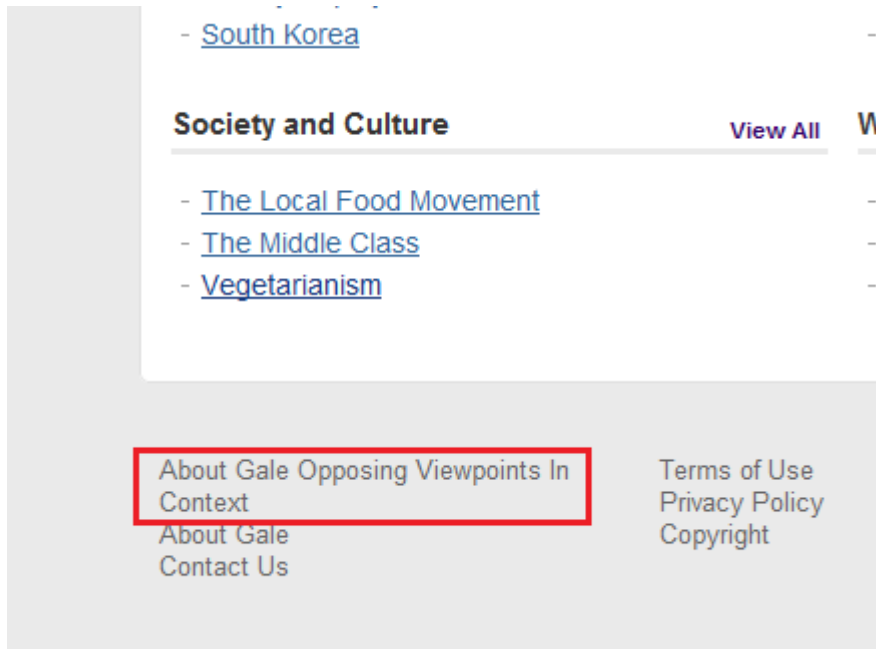 - South Korea
Society and Culture
View All
- The Local Food Movement
- The Middle Class
- Vegetarianism
About Gale Opposing Viewpoints In
Context
About Gale
Contact Us
Terms of Use
Privacy Policy
Copyright